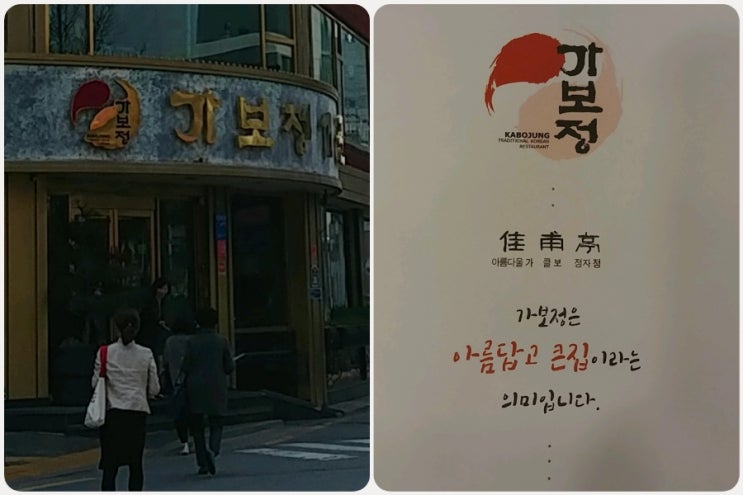 가보정
가보정
가보정
KABOJUNG
TRADITIONAL KOREAN
RESTAURANT
佳甫亭
아름다울 가 클 보 정자 정
가보정은
아름답고 큰집이라는
의미입니다.